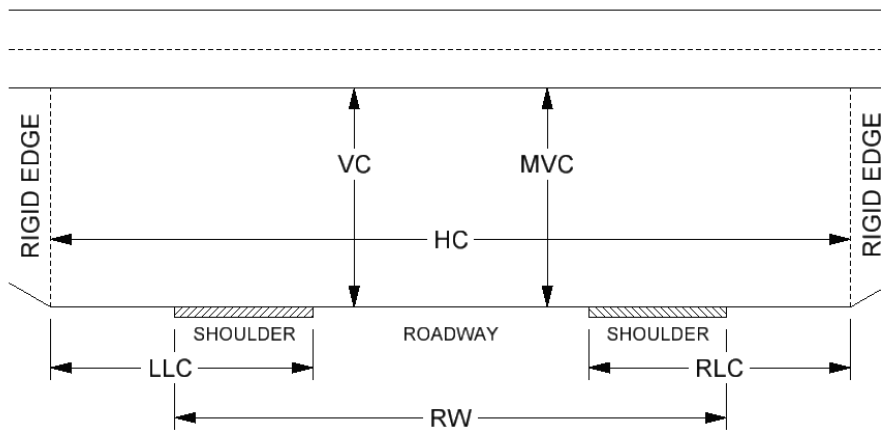 RIGID EDGE
VC
MVC
RIGID EDGE
HC
SHOULDER
ROADWAY
SHOULDER
LLC
RLC
RW